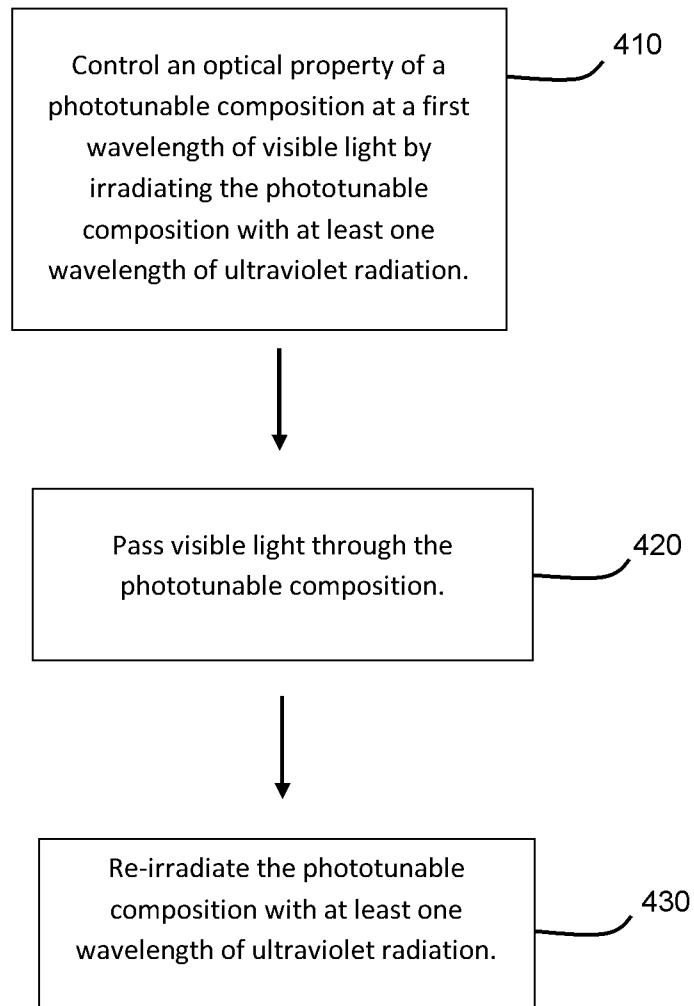 Control an optical property of a
phototunable composition at a first
wavelength of visible light by
irradiating the phototunable
composition with at least one
wavelength of ultraviolet radiation.
410
Pass visible light through the
phototunable composition.
420
Re-irradiate the phototunable
composition with at least one
wavelength of ultraviolet radiation.
430